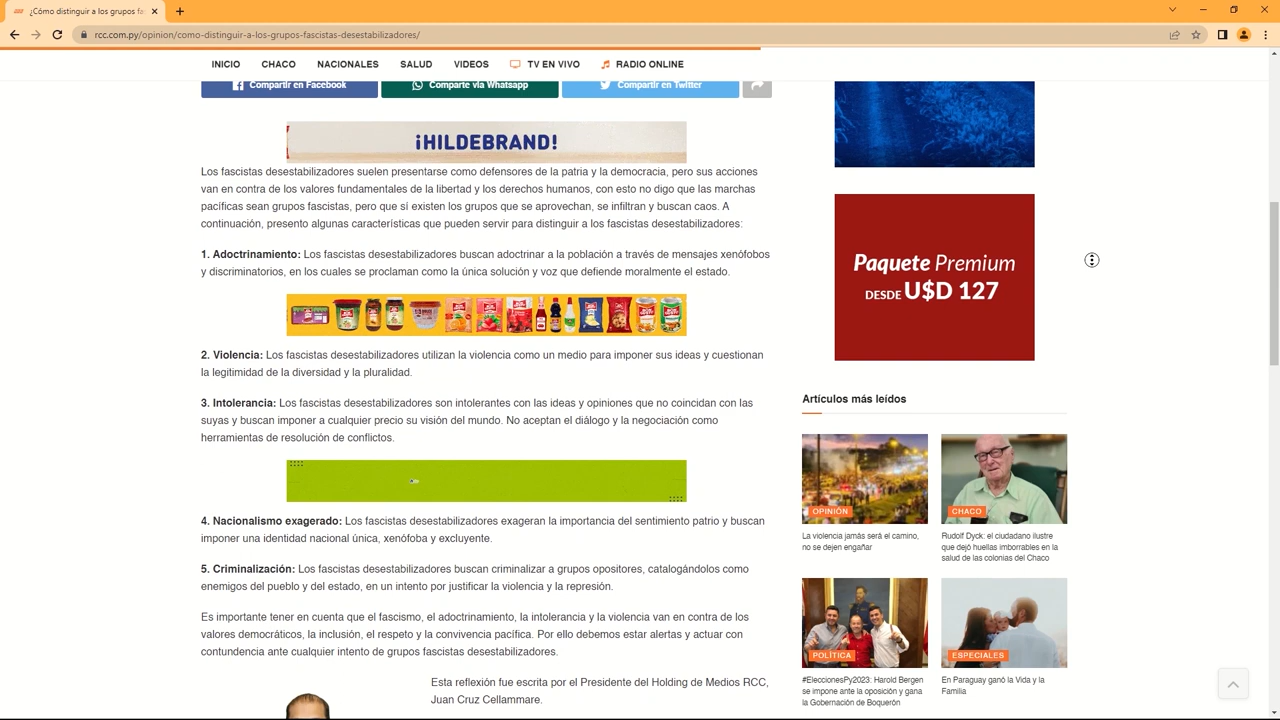 ¿Cómo distinguir a los grupos fas
rcc.com.py/opinion/como-distinguir-a-los-grupos-fascistas-desestabilizadores/
INICIO CHACO NACIONALES SALUD VIDEOS TV EN VIVO RADIO ONLINE
Compartir en Facebook Comparte vía Whatsapp Compartir en Twitter
¡HILDEBRAND!
Los fascistas desestabilizadores suelen presentarse como defensores de la patria y la democracia, pero sus acciones
van en contra de los valores fundamentales de la libertad y los derechos humanos, con esto no digo que las marchas
pacíficas sean grupos fascistas, pero que sí existen los grupos que se aprovechan, se infiltran y buscan caos. A
continuación, presento algunas características que pueden servir para distinguir a los fascistas desestabilizadores:
1. Adoctrinamiento: Los fascistas desestabilizadores buscan adoctrinar a la población a través de mensajes xenófobos
y discriminatorios, en los cuales se proclaman como la única solución y voz que defiende moralmente el estado.
2. Violencia: Los fascistas desestabilizadores utilizan la violencia como un medio para imponer sus ideas y cuestionan
la legitimidad de la diversidad y la pluralidad.
3. Intolerancia: Los fascistas desestabilizadores son intolerantes con las ideas y opiniones que no coincidan con las
suyas y buscan imponer a cualquier precio su visión del mundo. No aceptan el diálogo y la negociación como
herramientas de resolución de conflictos.
4. Nacionalismo exagerado: Los fascistas desestabilizadores exageran la importancia del sentimiento patrio y buscan
imponer una identidad nacional única, xenófoba y excluyente.
5. Criminalización: Los fascistas desestabilizadores buscan criminalizar a grupos opositores, catalogándolos como
enemigos del pueblo y del estado, en un intento por justificar la violencia y la represión.
Es importante tener en cuenta que el fascismo, el adoctrinamiento, la intolerancia y la violencia van en contra de los
valores democráticos, la inclusión, el respeto y la convivencia pacífica. Por ello debemos estar alertas y actuar con
contundencia ante cualquier intento de grupos fascistas desestabilizadores.
Esta reflexión fue escrita por el Presidente del Holding de Medios RCC,
Juan Cruz Cellammare.
Paquete Premium
DESDE U$D 127
Artículos más leídos
OPINIÓN
La violencia jamás será el camino,
no se dejen engañar
CHACO
Rudolf Dyck: el ciudadano ilustre
que dejó huellas imborrables en la
salud de las colonias del Chaco
POLÍTICA
#EleccionesPy2023: Harold Bergen
se impone ante la oposición y gana
la Gobernación de Boquerón
ESPECIALES
En Paraguay ganó la Vida y la
Familia